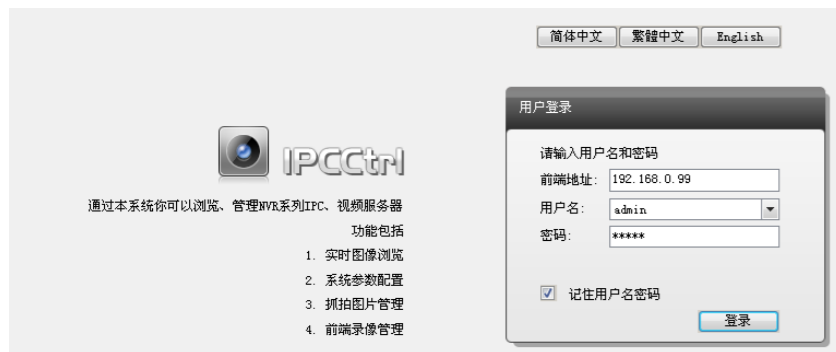 简体中文 繁體中文 English
IPCCtrl
通过本系统你可以浏览、管理NVR系列IPC、视频服务器
功能包括
1. 实时图像浏览
2. 系统参数配置
3. 抓拍图片管理
4. 前端录像管理
用户登录
请输入用户名和密码
前端地址: 192.168.0.99
用户名: admin
密码: *****
记住用户名密码
登录